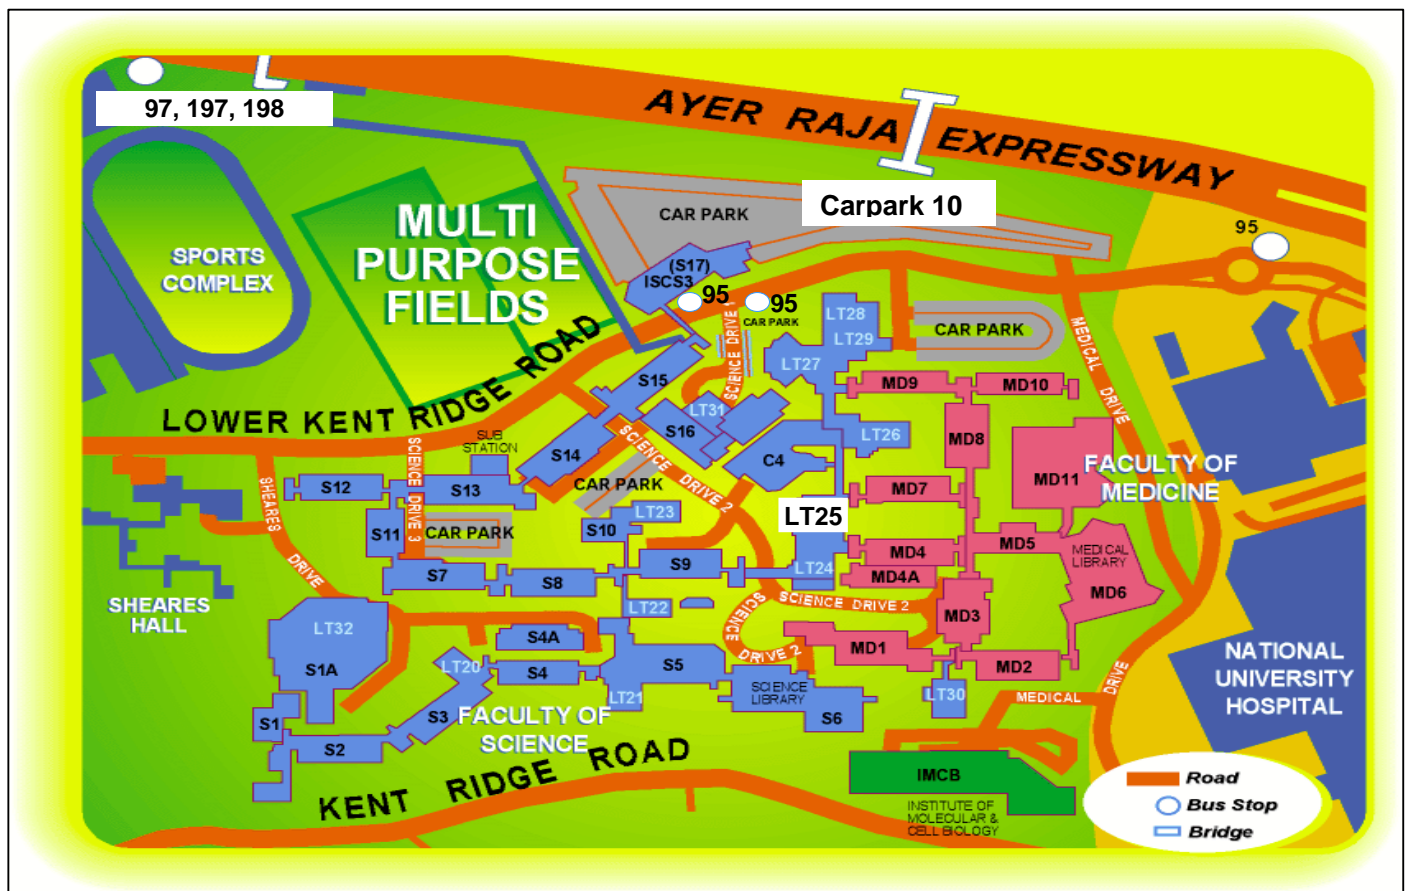 97, 197, 198
AYER RAJA EXPRESSWAY
CAR PARK
Carpark 10
95
SPORTS
COMPLEX
MULTI
PURPOSE
FIELDS
(S17)
ISCS3
95
95
CAR PARK
LT28
LT29
CAR PARK
LT27
SCIENCE DRIVE 1
MEDICAL DRIVE
S15
MD9
MD10
LOWER KENT RIDGE ROAD
LT31
S16
LT26
MD8
SUB
STATION
S14
SCIENCE DRIVE 2
C4
FACULTY OF
MEDICINE
MD11
SHEARES DRIVE
SCIENCE DRIVE 3
S12
S13
CAR PARK
MD7
LT23
LT25
S11
CAR PARK
S10
MD5
MD4
MEDICAL
LIBRARY
S7
S8
S9
LT24
MD4A
MD6
SHEARES
HALL
LT22
SCIENCE DRIVE 2
SCIENCE DRIVE 2
MD3
LT32
S4A
MD1
S1A
LT20
S4
S5
MD2
NATIONAL
UNIVERSITY
HOSPITAL
LT21
SCIENCE
LIBRARY
LT30
MEDICAL DRIVE
S1
S3
S6
FACULTY OF
SCIENCE
S2
KENT RIDGE ROAD
IMCB
INSTITUTE OF
MOLECULAR &
CELL BIOLOGY
Road
Bus Stop
Bridge